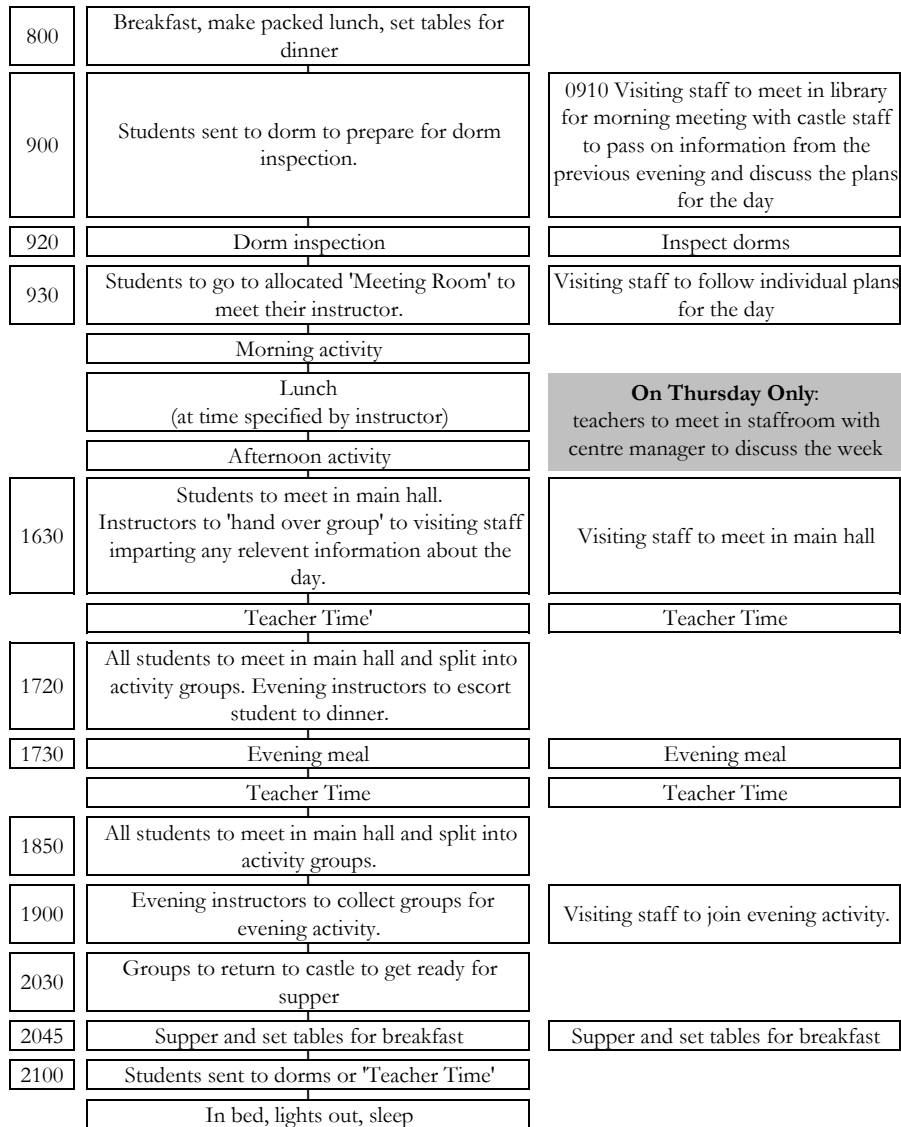 800
Breakfast, make packed lunch, set tables for
dinner
900
Students sent to dorm to prepare for dorm
inspection.
0910 Visiting staff to meet in library
for morning meeting with castle staff
to pass on information from the
previous evening and discuss the plans
for the day
920
Dorm inspection
Inspect dorms
930
Students to go to allocated 'Meeting Room' to
meet their instructor.
Visiting staff to follow individual plans
for the day
Morning activity
Lunch
(at time specified by instructor)
On Thursday Only:
teachers to meet in staffroom with
centre manager to discuss the week
Afternoon activity
1630
Students to meet in main hall.
Instructors to 'hand over group' to visiting staff
imparting any relevent information about the
day.
Visiting staff to meet in main hall
Teacher Time'
Teacher Time
1720
All students to meet in main hall and split into
activity groups. Evening instructors to escort
student to dinner.
1730
Evening meal
Evening meal
Teacher Time
Teacher Time
1850
All students to meet in main hall and split into
activity groups.
1900
Evening instructors to collect groups for
evening activity.
Visiting staff to join evening activity.
2030
Groups to return to castle to get ready for
supper
2045
Supper and set tables for breakfast
Supper and set tables for breakfast
2100
Students sent to dorms or 'Teacher Time'
In bed, lights out, sleep